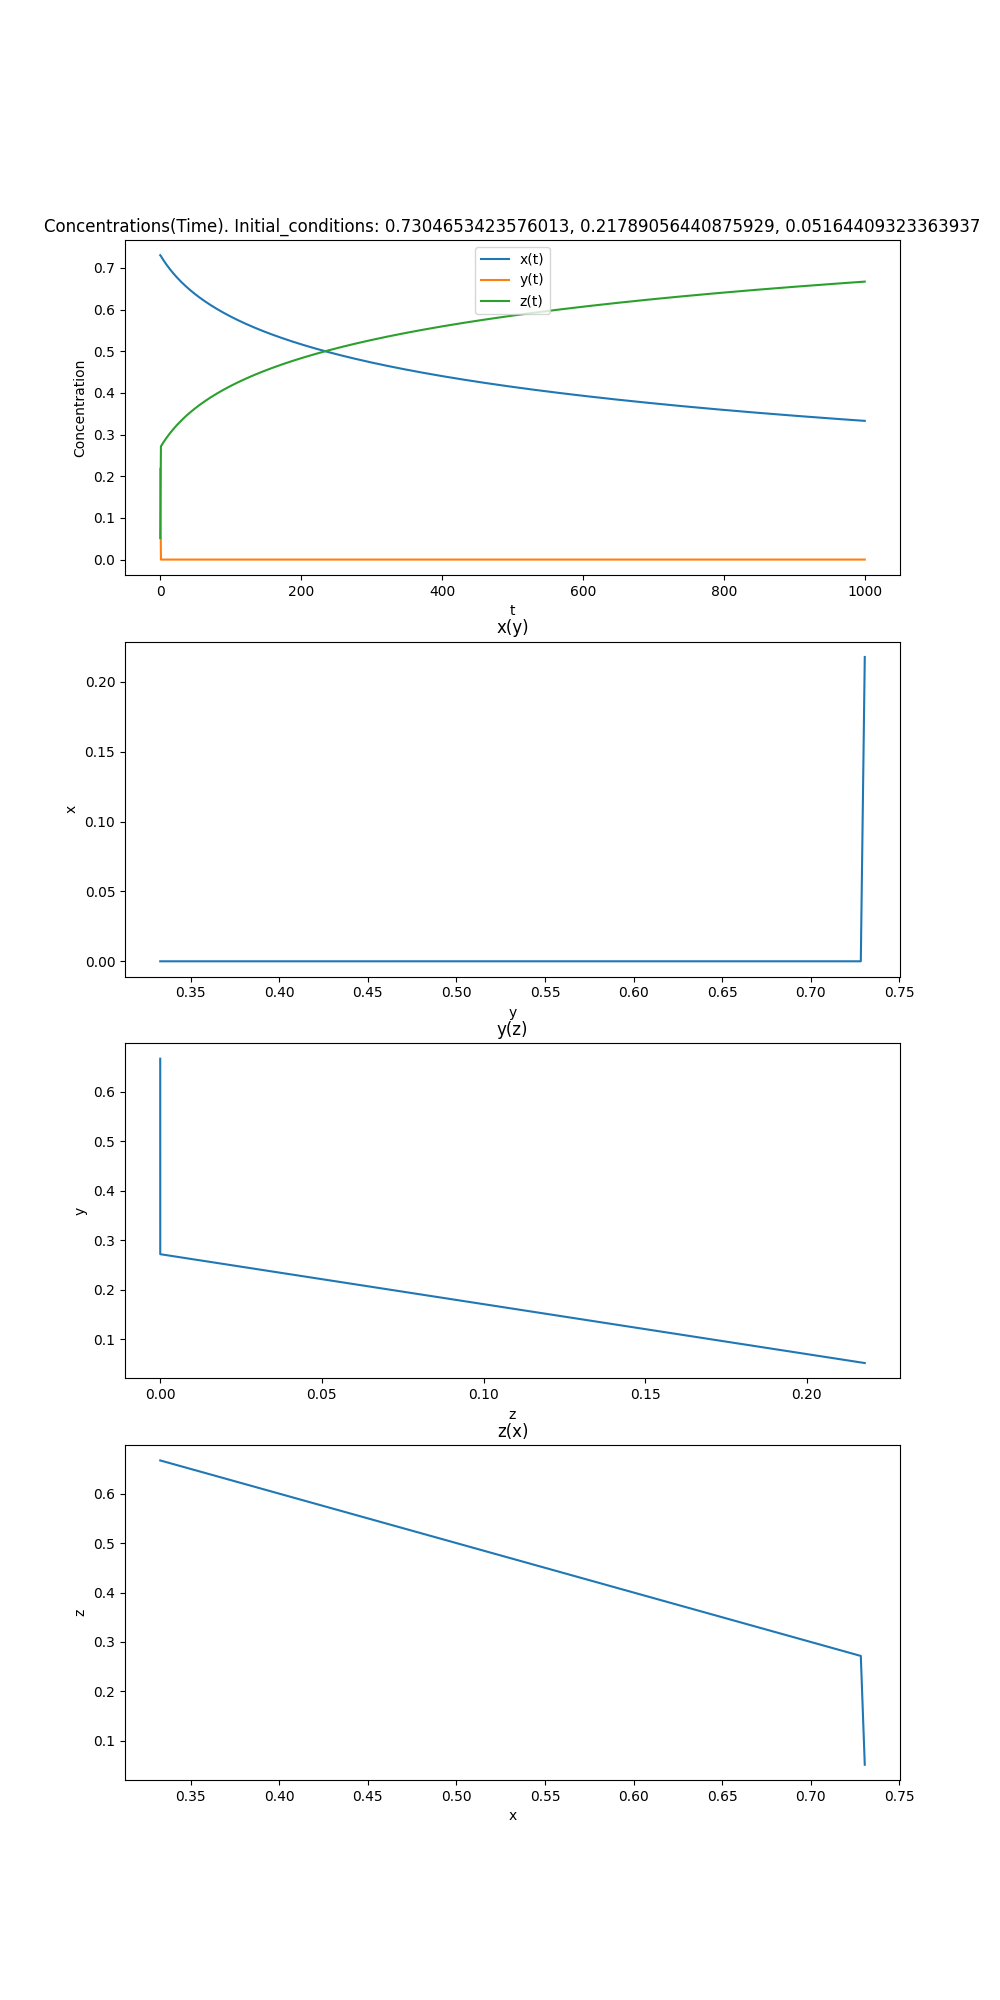 Concentrations(Time). Initial_conditions: 0.7304653423576013, 0.21789056440875929, 0.05164409323363937
x(t)
y(t)
z(t)
Concentration
0.7
0.6
0.5
0.4
0.3
0.2
0.1
0.0
0 200 400 600 800 1000
t
x(y)
x
0.20
0.15
0.10
0.05
0.00
0.35 0.40 0.45 0.50 0.55 0.60 0.65 0.70 0.75
y
y(z)
y
0.6
0.5
0.4
0.3
0.2
0.1
0.00 0.05 0.10 0.15 0.20
z
z(x)
z
0.6
0.5
0.4
0.3
0.2
0.1
0.35 0.40 0.45 0.50 0.55 0.60 0.65 0.70 0.75
x